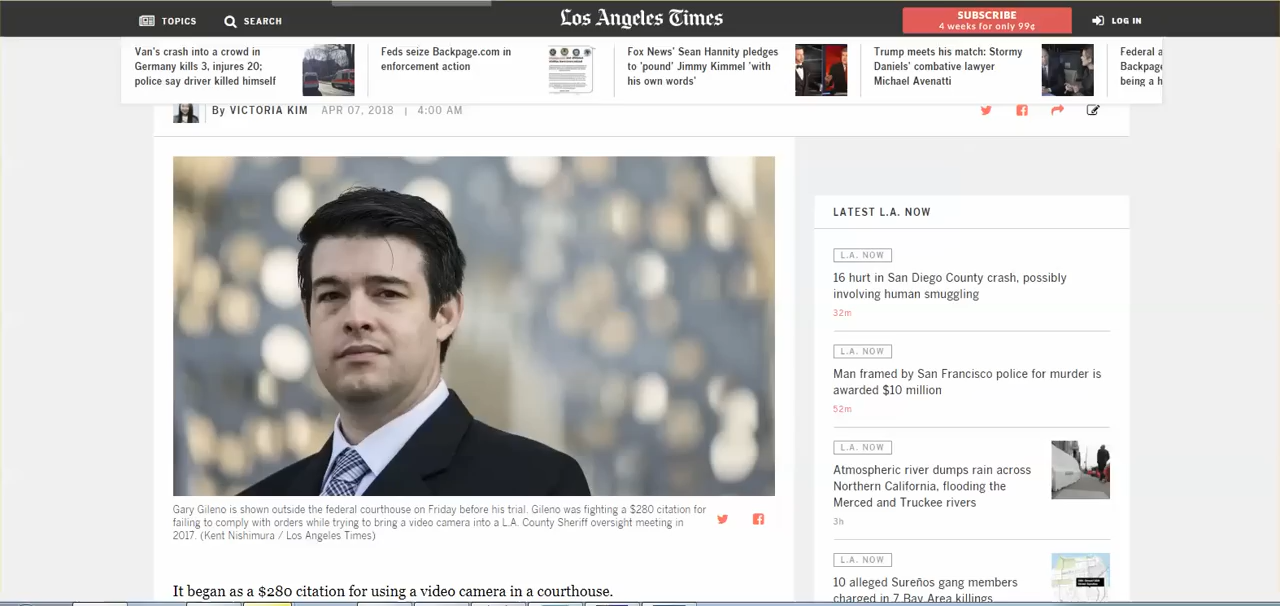 TOPICS
SEARCH
Los Angeles Times
SUBSCRIBE
4 weeks for only 99¢
LOG IN
Van's crash into a crowd in
Germany kills 3, injures 20;
police say driver killed himself
Feds seize Backpage.com in
enforcement action
Fox News' Sean Hannity pledges
to 'pound' Jimmy Kimmel 'with
his own words'
Trump meets his match: Stormy
Daniels' combative lawyer
Michael Avenatti
Federal a
Backpag
being a h
By VICTORIA KIM APR 07, 2018 | 4:00 AM
Gary Gileno is shown outside the federal courthouse on Friday before his trial. Gileno was fighting a $280 citation for
failing to comply with orders while trying to bring a video camera into a L.A. County Sheriff oversight meeting in
2017. (Kent Nishimura / Los Angeles Times)
It began as a $280 citation for using a video camera in a courthouse.
LATEST L.A. NOW
L.A. NOW
16 hurt in San Diego County crash, possibly
involving human smuggling
32m
L.A. NOW
Man framed by San Francisco police for murder is
awarded $10 million
52m
L.A. NOW
Atmospheric river dumps rain across
Northern California, flooding the
Merced and Truckee rivers
3h
L.A. NOW
10 alleged Sureños gang members
charged in 7 Bay Area killings